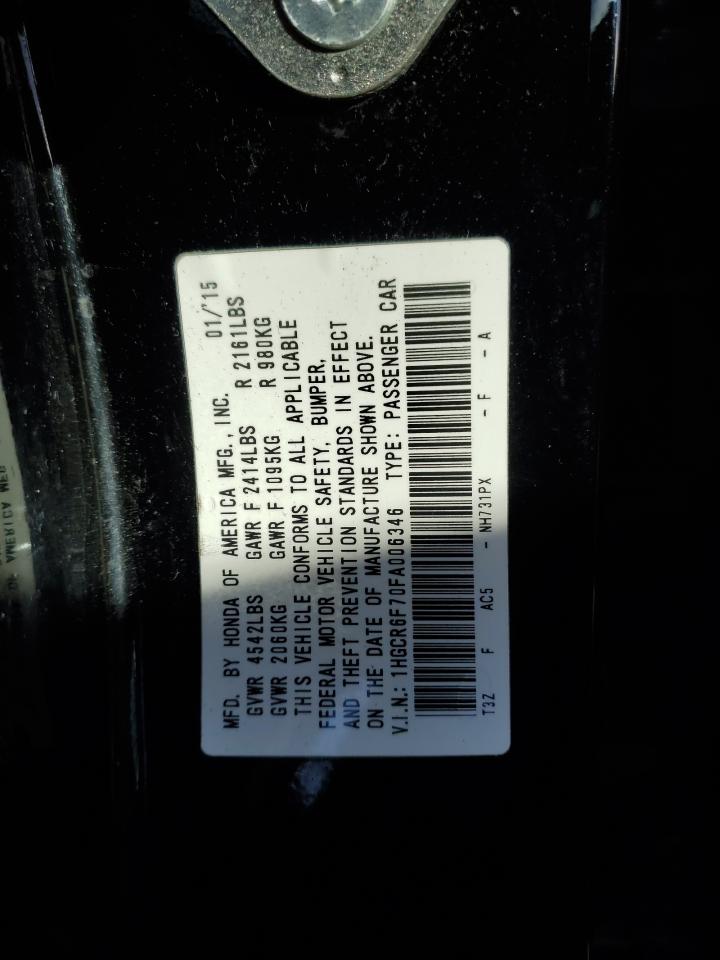 MFD. BY HONDA OF AMERICA MFG., INC. 01/'15
GVWR 4542LBS GAWR F 2414LBS R 2161LBS
GVWR 2060KG GAWR F 1095KG R 980KG
THIS VEHICLE CONFORMS TO ALL APPLICABLE
FEDERAL MOTOR VEHICLE SAFETY, BUMPER,
AND THEFT PREVENTION STANDARDS IN EFFECT
ON THE DATE OF MANUFACTURE SHOWN ABOVE.
V.I.N.: 1HGCR6F70FA006346 TYPE: PASSENGER CAR
T3Z F AC5 - NH731PX - F - A
OF AMERICA